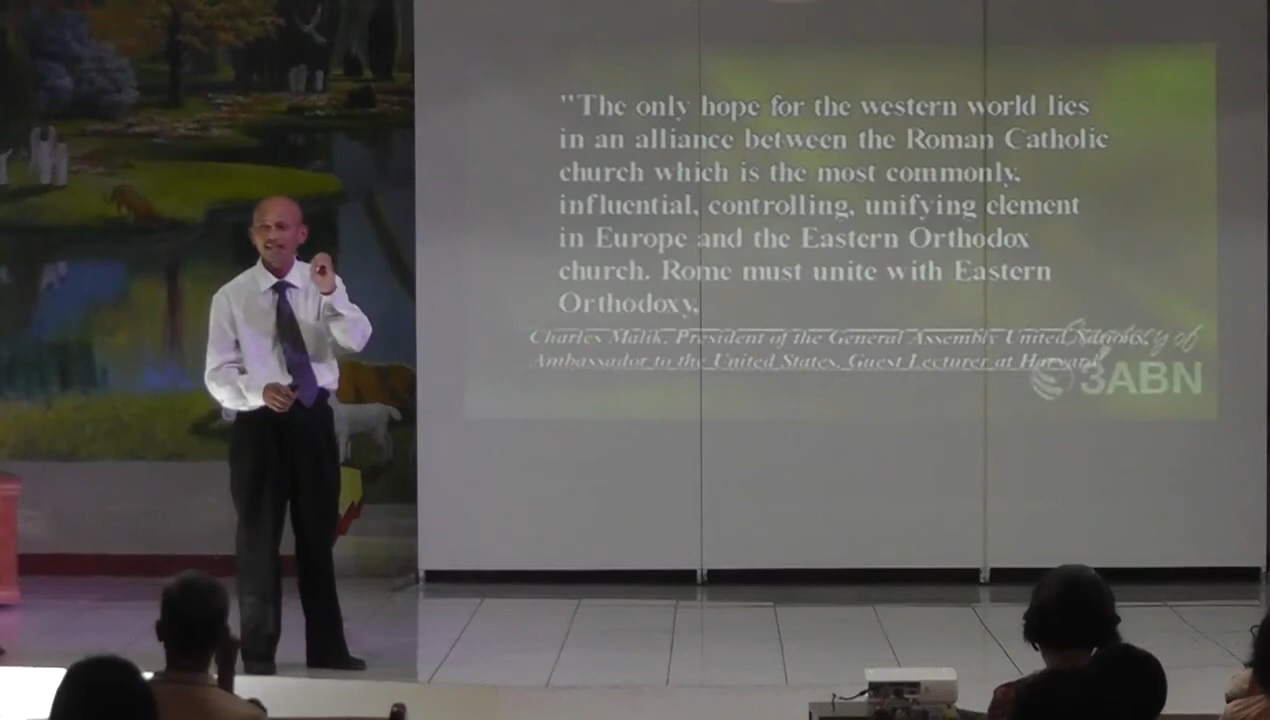 "The only hope for the western world lies
in an alliance between the Roman Catholic
church which is the most commonly,
influential, controlling, unifying element
in Europe and the Eastern Orthodox
church. Rome must unite with Eastern
Orthodoxy,
Charles Malik, President of the General Assembly United Nations,
Ambassador to the United States, Guest Lecturer at Harvard
Courtesy of
3ABN